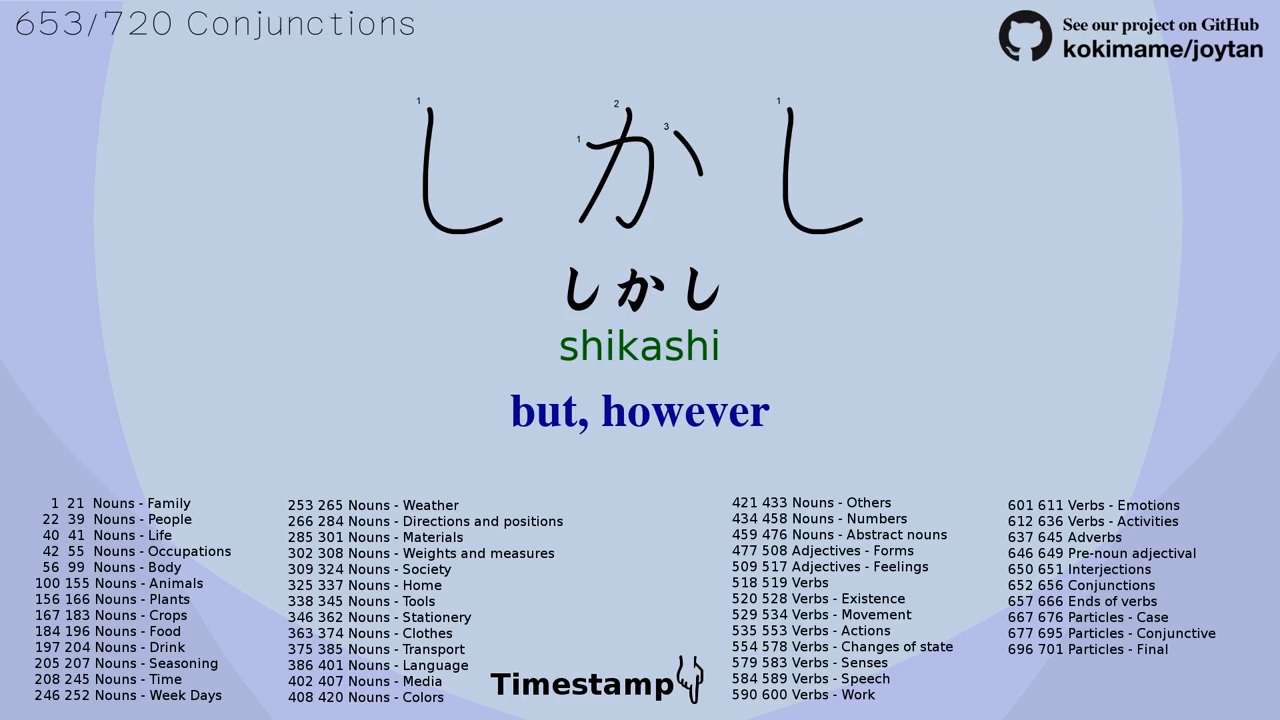 653/720 Conjunctions
See our project on GitHub
kokimame/joytan
1 1 2 3 1
しかし
しかし
shikashi
but, however
1 21 Nouns - Family
22 39 Nouns - People
40 41 Nouns - Life
42 55 Nouns - Occupations
56 99 Nouns - Body
100 155 Nouns - Animals
156 166 Nouns - Plants
167 183 Nouns - Crops
184 196 Nouns - Food
197 204 Nouns - Drink
205 207 Nouns - Seasoning
208 245 Nouns - Time
246 252 Nouns - Week Days
253 265 Nouns - Weather
266 284 Nouns - Directions and positions
285 301 Nouns - Materials
302 308 Nouns - Weights and measures
309 324 Nouns - Society
325 337 Nouns - Home
338 345 Nouns - Tools
346 362 Nouns - Stationery
363 374 Nouns - Clothes
375 385 Nouns - Transport
386 401 Nouns - Language
402 407 Nouns - Media
408 420 Nouns - Colors
421 433 Nouns - Others
434 458 Nouns - Numbers
459 476 Nouns - Abstract nouns
477 508 Adjectives - Forms
509 517 Adjectives - Feelings
518 519 Verbs
520 528 Verbs - Existence
529 534 Verbs - Movement
535 553 Verbs - Actions
554 578 Verbs - Changes of state
579 583 Verbs - Senses
584 589 Verbs - Speech
590 600 Verbs - Work
601 611 Verbs - Emotions
612 636 Verbs - Activities
637 645 Adverbs
646 649 Pre-noun adjectival
650 651 Interjections
652 656 Conjunctions
657 666 Ends of verbs
667 676 Particles - Case
677 695 Particles - Conjunctive
696 701 Particles - Final
Timestamp